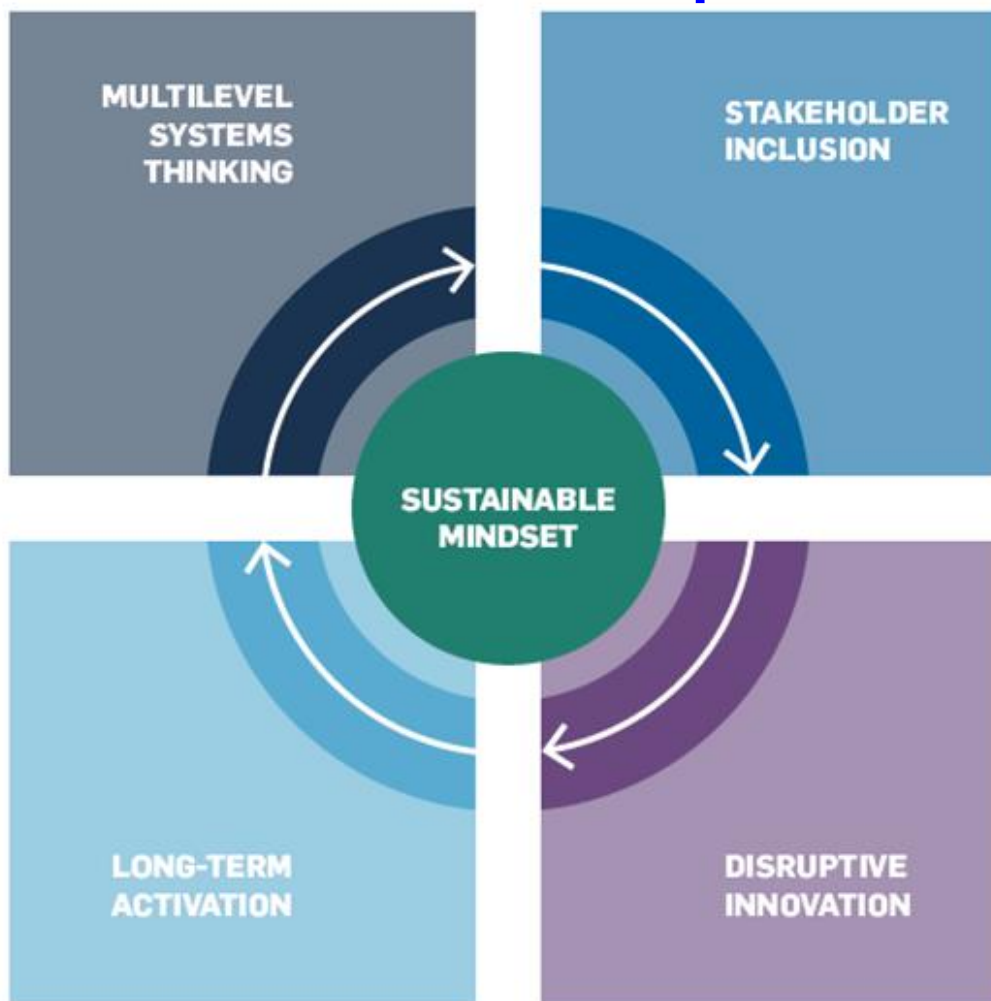 MULTILEVEL
SYSTEMS
THINKING
STAKEHOLDER
INCLUSION
SUSTAINABLE
MINDSET
LONG-TERM
ACTIVATION
DISRUPTIVE
INNOVATION